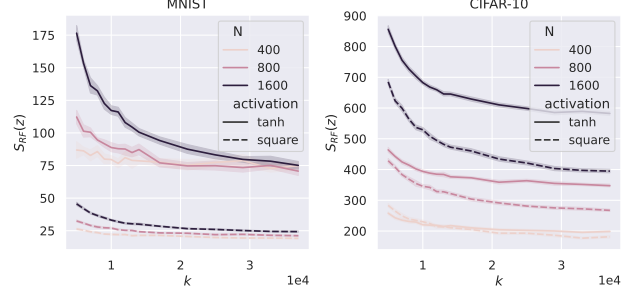 MNIST
175
150
125
100
75
50
25
S_RF(z)
1
2
3
1e4
k
N
400
800
1600
activation
tanh
square
CIFAR-10
900
800
700
600
500
400
300
200
S_RF(z)
1
2
3
1e4
k
N
400
800
1600
activation
tanh
square